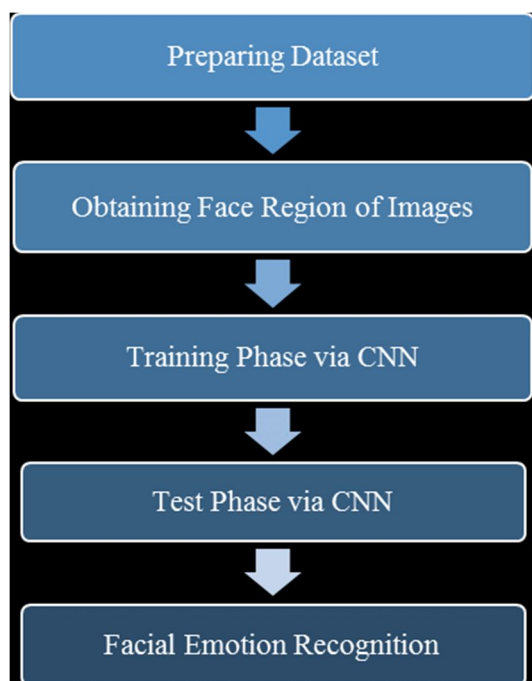 Preparing Dataset
Obtaining Face Region of Images
Training Phase via CNN
Test Phase via CNN
Facial Emotion Recognition